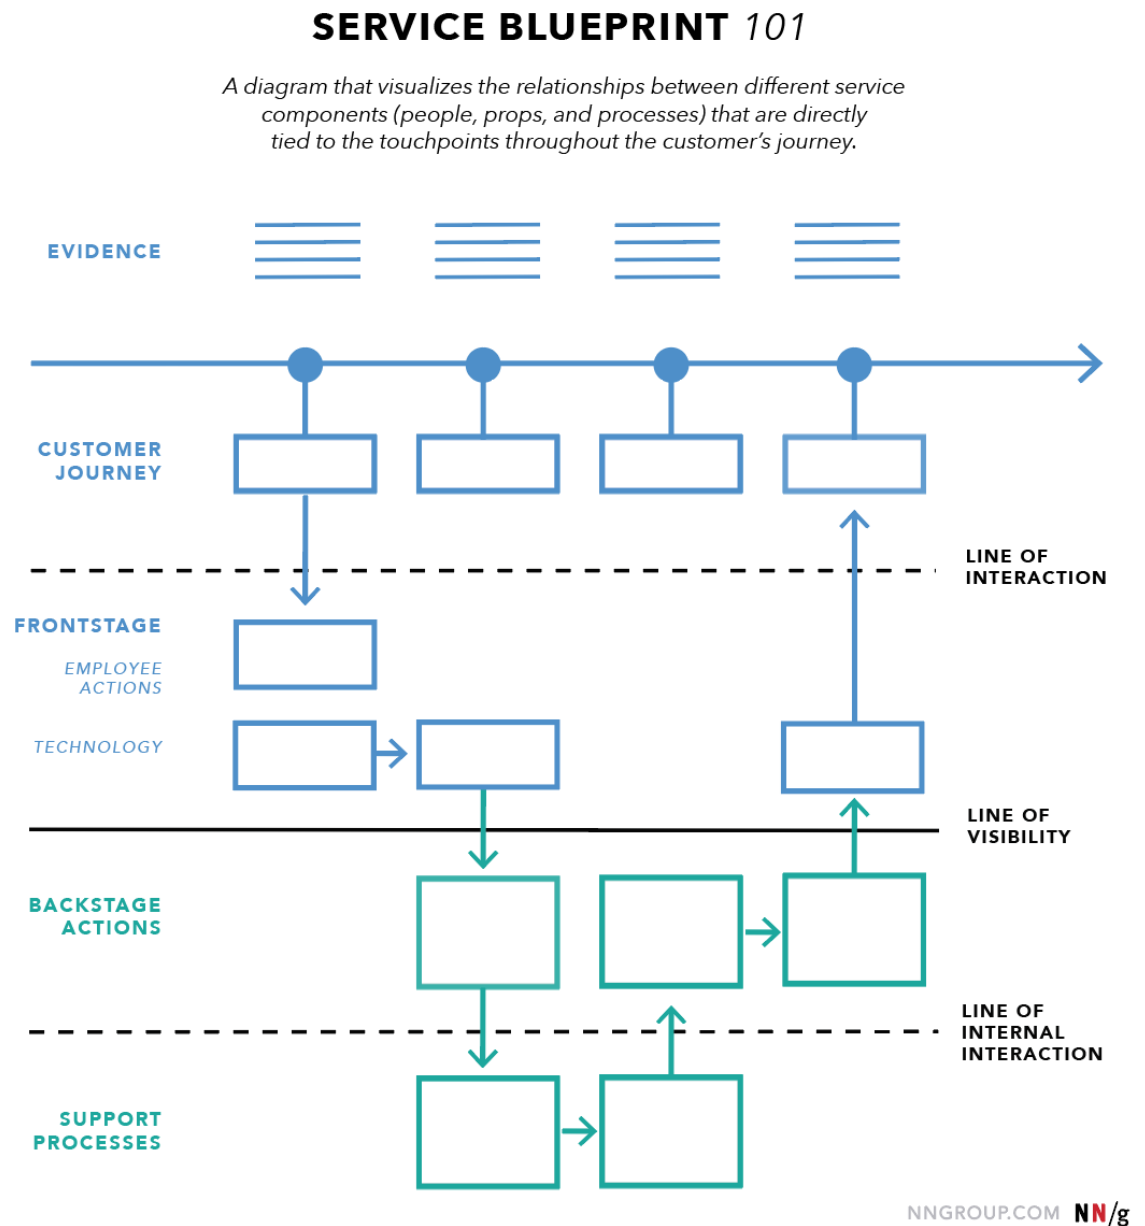 SERVICE BLUEPRINT 101
A diagram that visualizes the relationships between different service
components (people, props, and processes) that are directly
tied to the touchpoints throughout the customer’s journey.
EVIDENCE
CUSTOMER
JOURNEY
LINE OF
INTERACTION
FRONTSTAGE
EMPLOYEE
ACTIONS
TECHNOLOGY
LINE OF
VISIBILITY
BACKSTAGE
ACTIONS
LINE OF
INTERNAL
INTERACTION
SUPPORT
PROCESSES
NNGROUP.COM NN/g